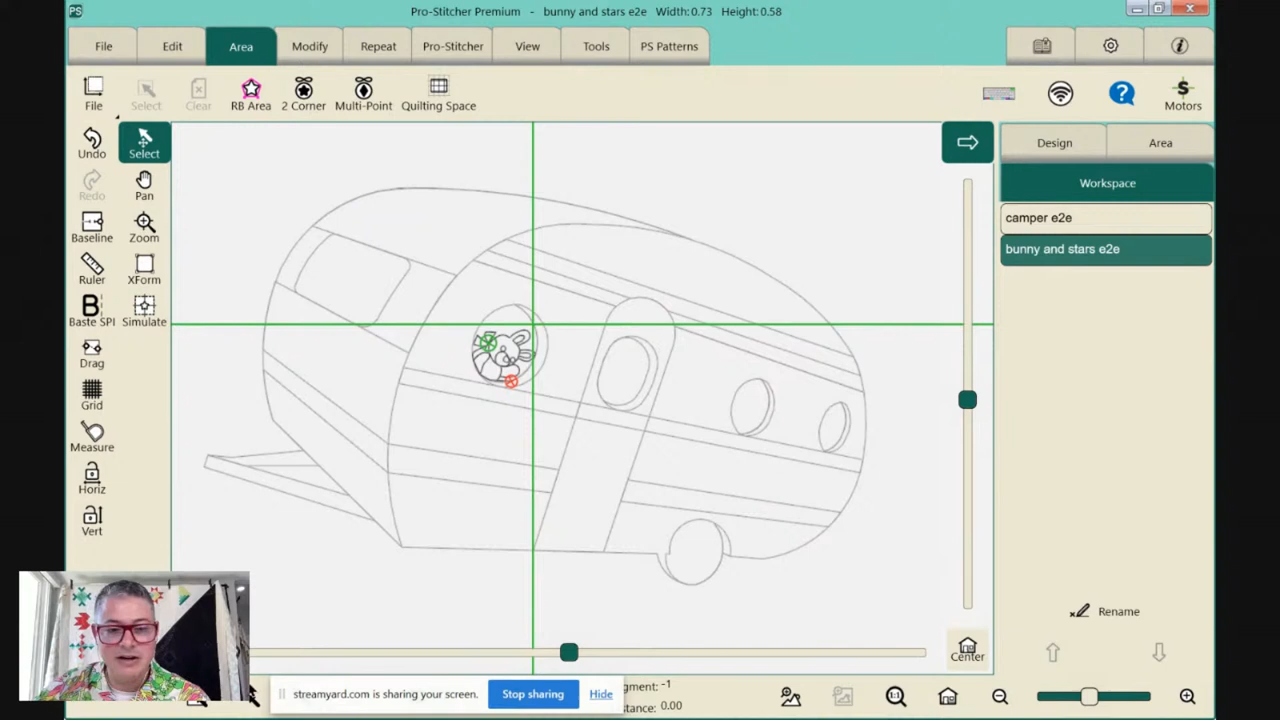 PS
Pro-Stitcher Premium - bunny and stars e2e Width:0.73 Height:0.58
File Edit Area Modify Repeat Pro-Stitcher View Tools PS Patterns
File Select Clear RB Area 2 Corner Multi-Point Quilting Space Motors
Undo Select
Redo Pan
Baseline Zoom
Ruler XForm
Baste SPI Simulate
Drag
Grid
Measure
Horiz
Vert
Design Area
Workspace
camper e2e
bunny and stars e2e
Rename
Center
streamyard.com is sharing your screen. Stop sharing Hide
gment: -1
stance: 0.00
1:1